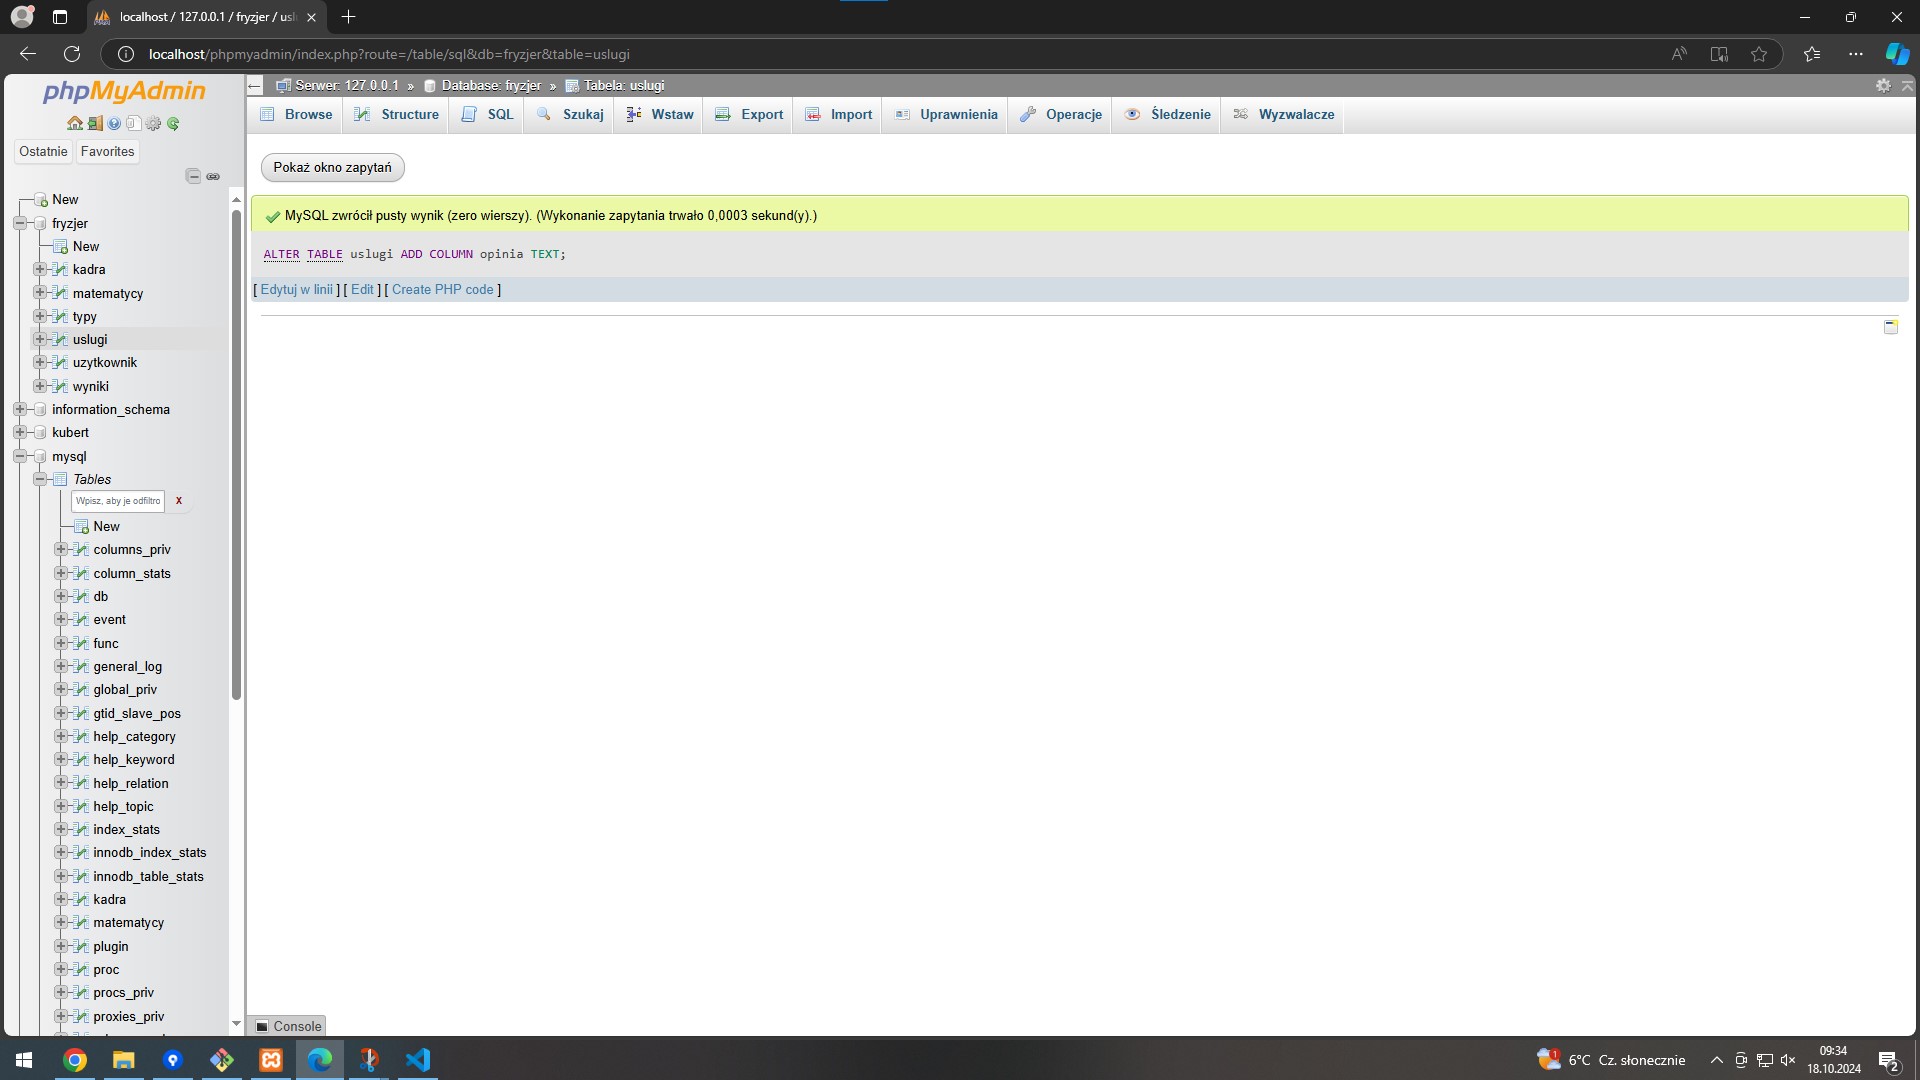 localhost / 127.0.0.1 / fryzjer / usl
localhost/phpmyadmin/index.php?route=/table/sql&db=fryzjer&table=uslugi
phpMyAdmin
Ostatnie
Favorites
New
fryzjer
New
kadra
matematycy
typy
uslugi
uzytkownik
wyniki
information_schema
kubert
mysql
Tables
Wpisz, aby je odfiltro
X
New
columns_priv
column_stats
db
event
func
general_log
global_priv
gtid_slave_pos
help_category
help_keyword
help_relation
help_topic
index_stats
innodb_index_stats
innodb_table_stats
kadra
matematycy
plugin
proc
procs_priv
proxies_priv
Serwer: 127.0.0.1 » Database: fryzjer » Tabela: uslugi
Browse Structure SQL Szukaj Wstaw Export Import Uprawnienia Operacje Śledzenie Wyzwalacze
Pokaż okno zapytań
MySQL zwrócił pusty wynik (zero wierszy). (Wykonanie zapytania trwało 0,0003 sekund(y).)
ALTER TABLE uslugi ADD COLUMN opinia TEXT;
[ Edytuj w linii ] [ Edit ] [ Create PHP code ]
Console
1
6°C Cz. słonecznie
09:34
18.10.2024
2